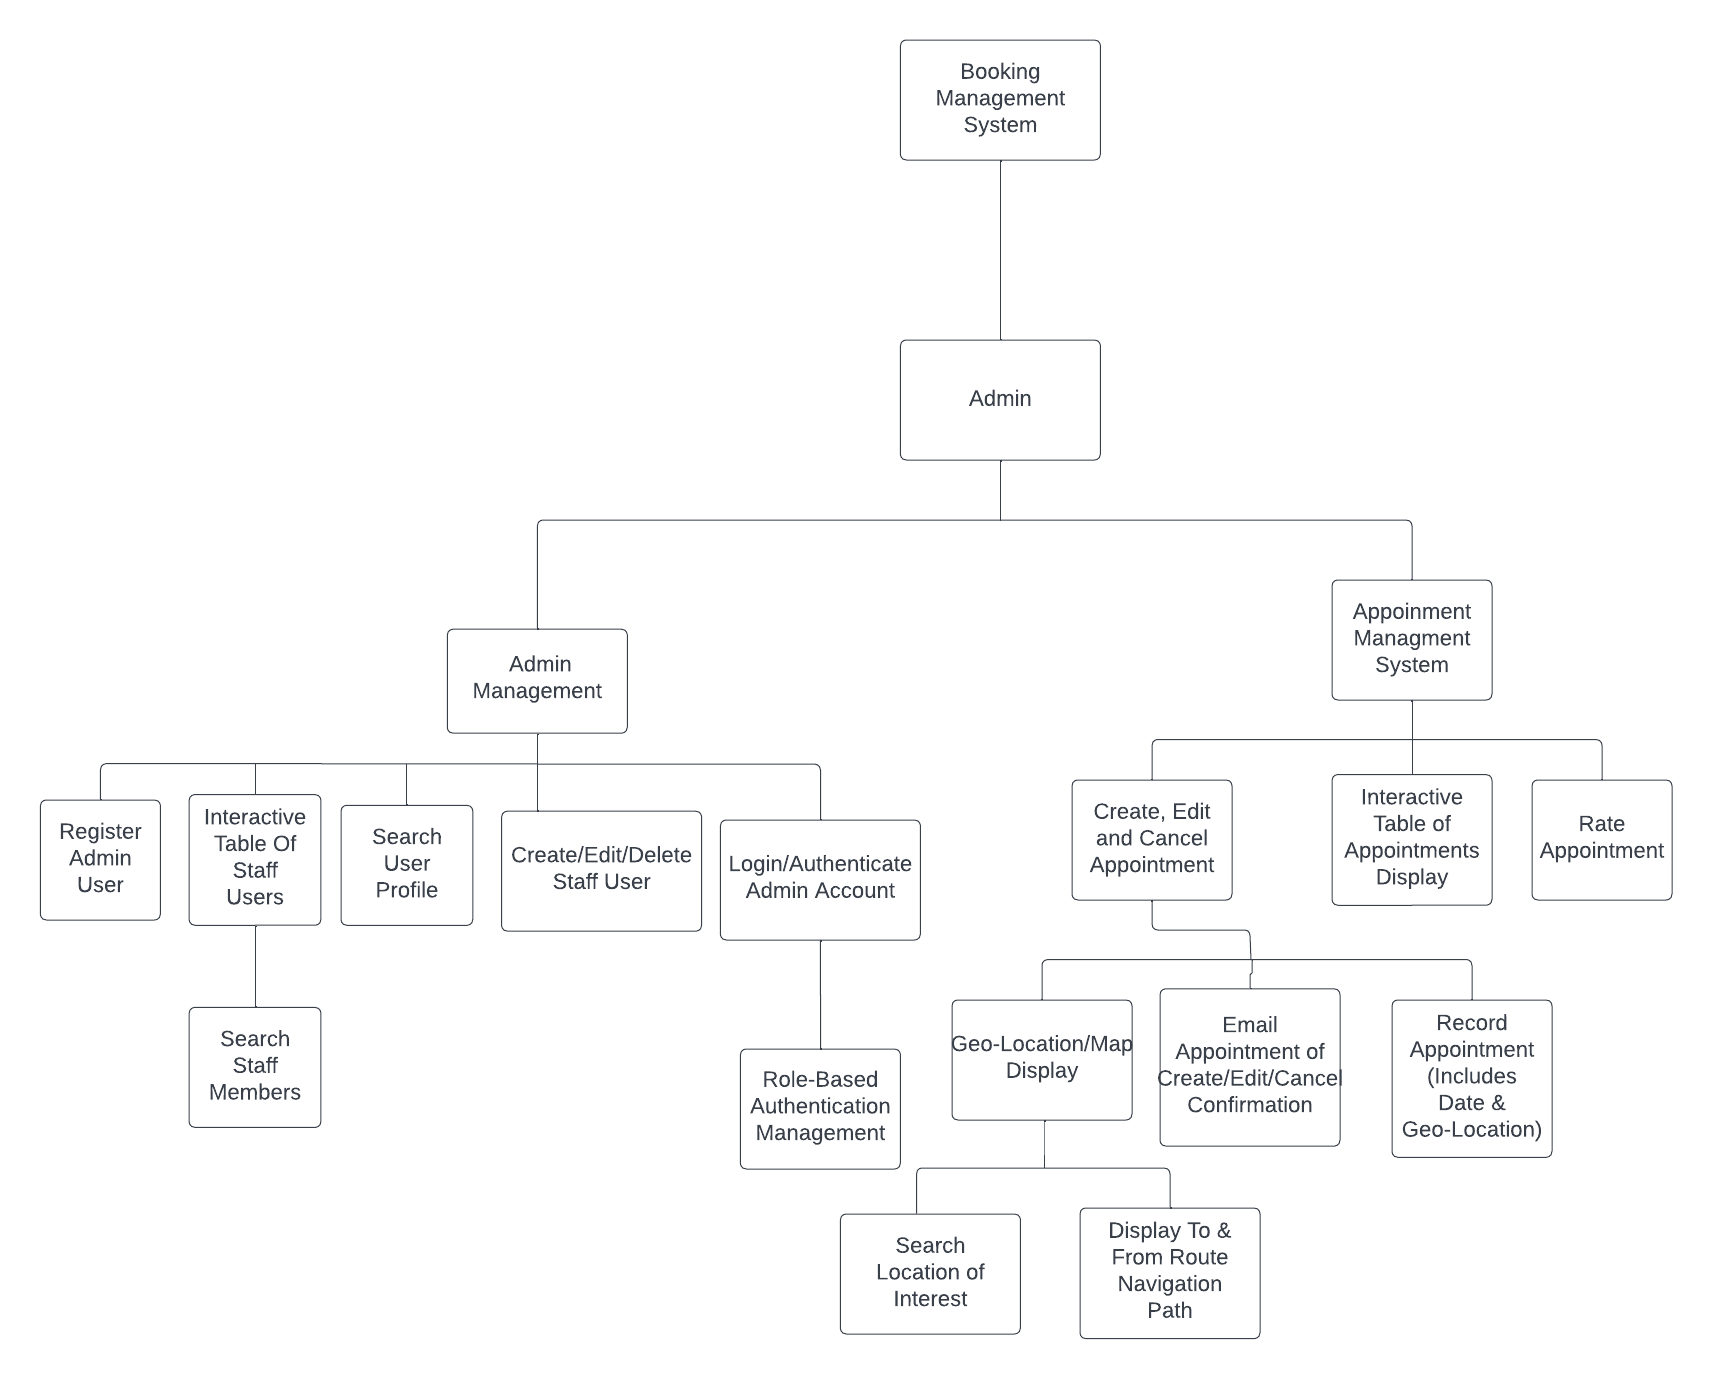 Booking
Management
System
Admin
Admin
Management
Appoinment
Managment
System
Register
Admin
User
Interactive
Table Of
Staff
Users
Search
User
Profile
Create/Edit/Delete
Staff User
Login/Authenticate
Admin Account
Create, Edit
and Cancel
Appointment
Interactive
Table of
Appointments
Display
Rate
Appointment
Search
Staff
Members
Role-Based
Authentication
Management
Geo-Location/Map
Display
Email
Appointment of
Create/Edit/Cancel
Confirmation
Record
Appointment
(Includes
Date &
Geo-Location)
Search
Location of
Interest
Display To &
From Route
Navigation
Path